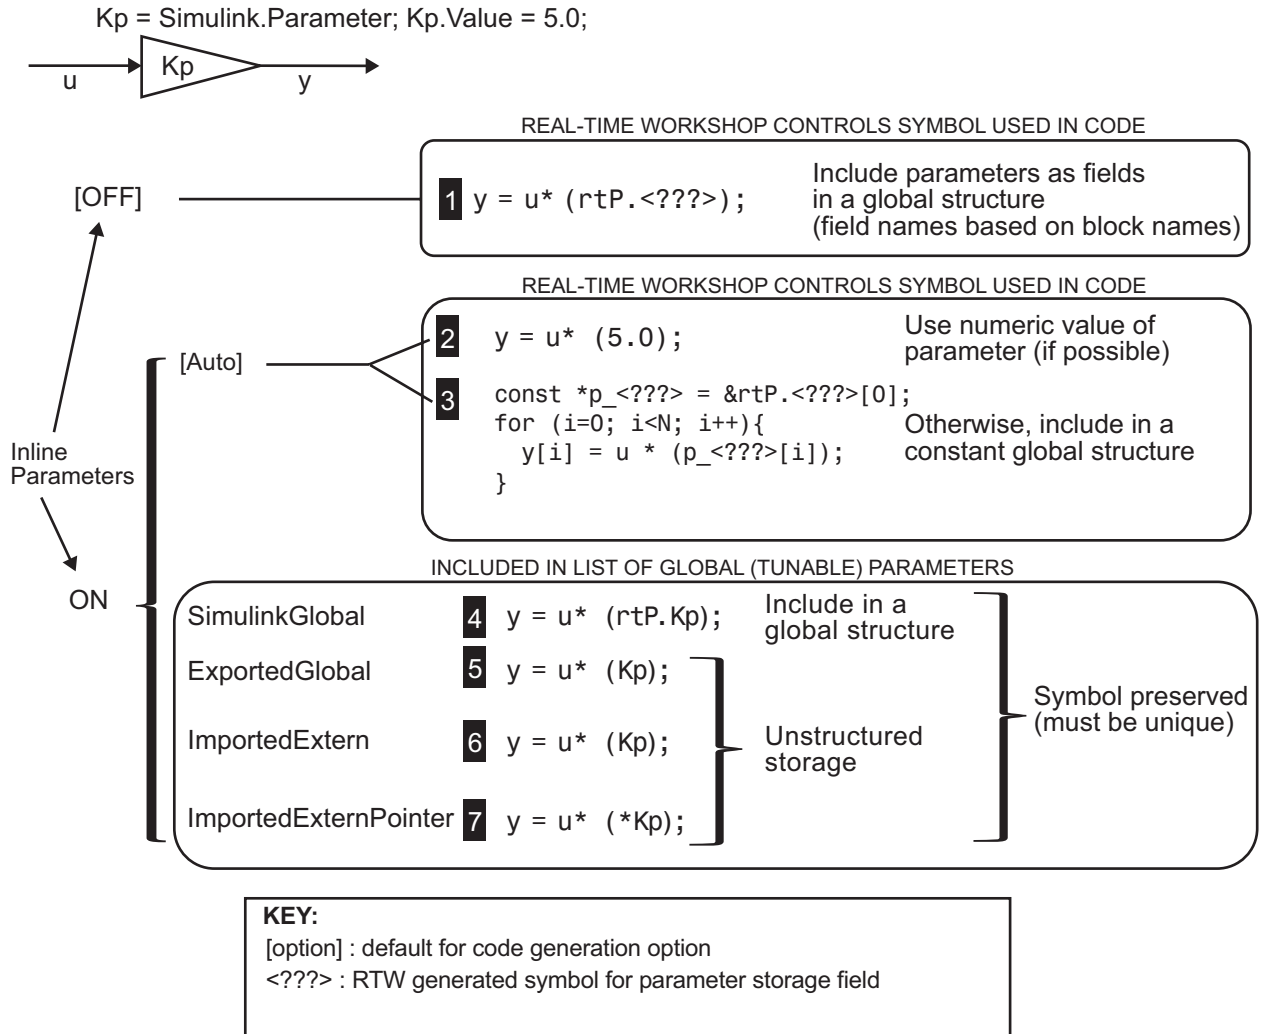 Kp = Simulink.Parameter; Kp.Value = 5.0;
Kp
u
y
REAL-TIME WORKSHOP CONTROLS SYMBOL USED IN CODE
[OFF]
1 y = u* (rtP.<???>);
Include parameters as fields
in a global structure
(field names based on block names)
REAL-TIME WORKSHOP CONTROLS SYMBOL USED IN CODE
[Auto]
2 y = u* (5.0);
Use numeric value of
parameter (if possible)
3 const *p_<???> = &rtP.<???>[0];
for (i=0; i<N; i++){
y[i] = u * (p_<???>[i]);
}
Otherwise, include in a
constant global structure
Inline
Parameters
ON
INCLUDED IN LIST OF GLOBAL (TUNABLE) PARAMETERS
SimulinkGlobal 4 y = u* (rtP.Kp);
Include in a
global structure
ExportedGlobal 5 y = u* (Kp);
ImportedExtern 6 y = u* (Kp);
Unstructured
storage
Symbol preserved
(must be unique)
ImportedExternPointer 7 y = u* (*Kp);
KEY:
[option] : default for code generation option
<???> : RTW generated symbol for parameter storage field